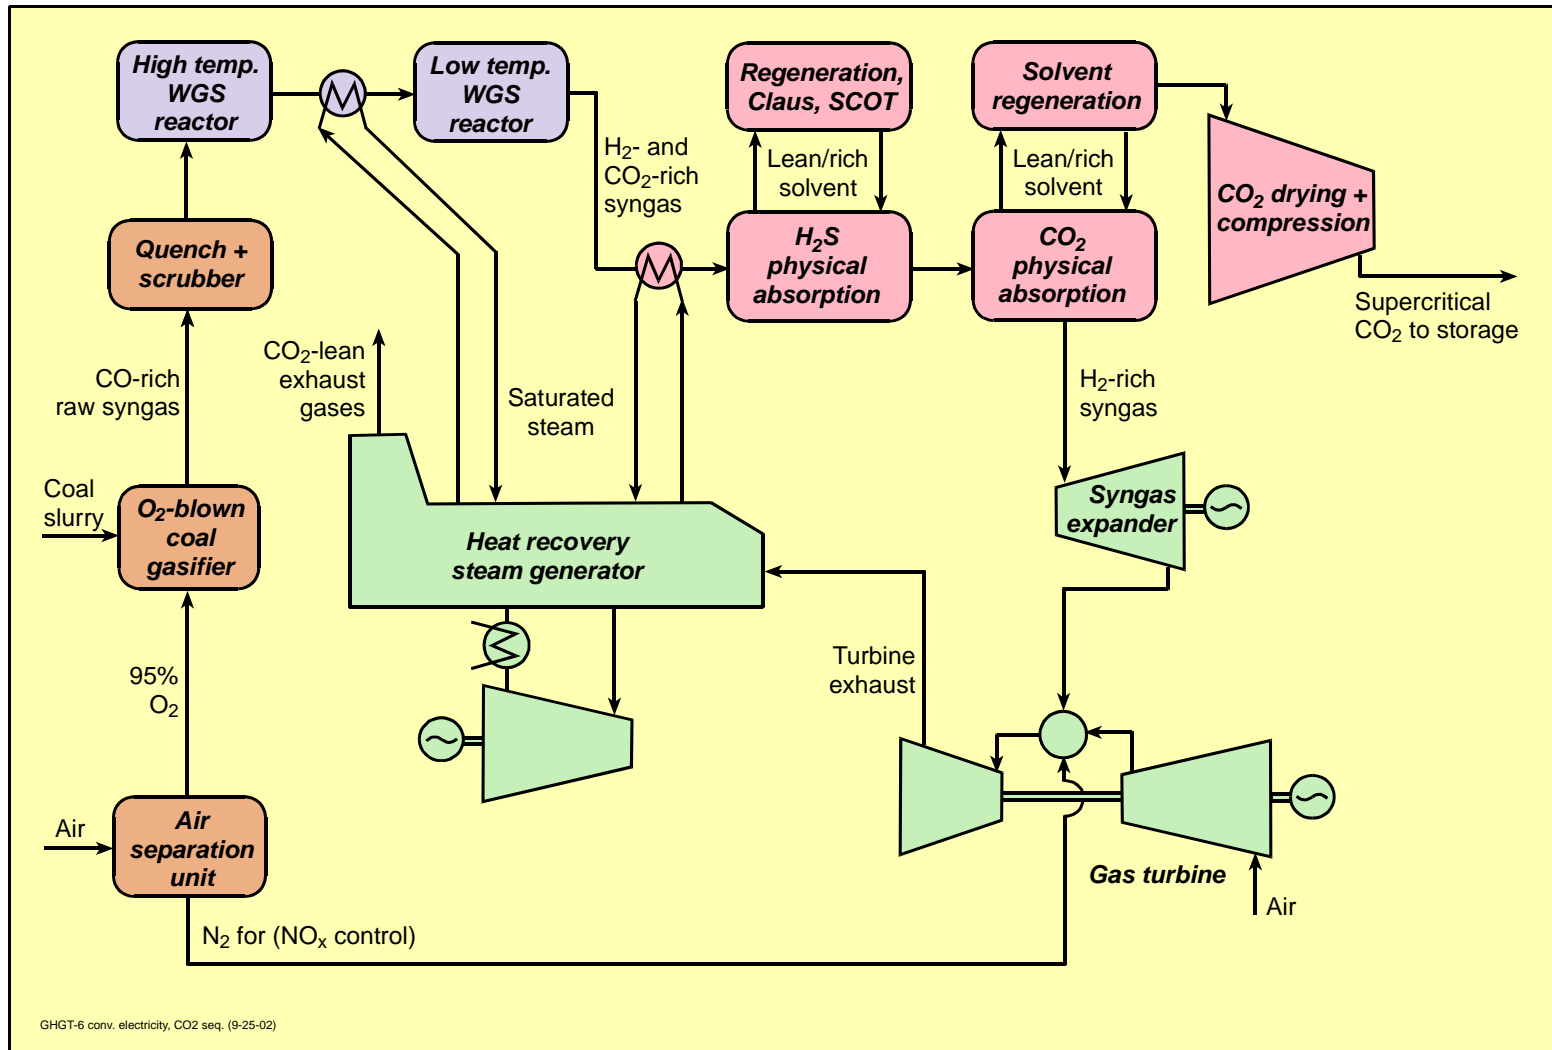 High temp.
WGS
reactor
Low temp.
WGS
reactor
Regeneration,
Claus, SCOT
Solvent
regeneration
H2- and
CO2-rich
syngas
Lean/rich
solvent
Lean/rich
solvent
CO2 drying +
compression
Quench +
scrubber
H2S
physical
absorption
CO2
physical
absorption
Supercritical
CO2 to storage
CO2-lean
exhaust
gases
CO-rich
raw syngas
Saturated
steam
H2-rich
syngas
Coal
slurry
O2-blown
coal
gasifier
Heat recovery
steam generator
Syngas
expander
95%
O2
Turbine
exhaust
Air
Air
separation
unit
Gas turbine
Air
N2 for (NOx control)
GHGT-6 conv. electricity, CO2 seq. (9-25-02)